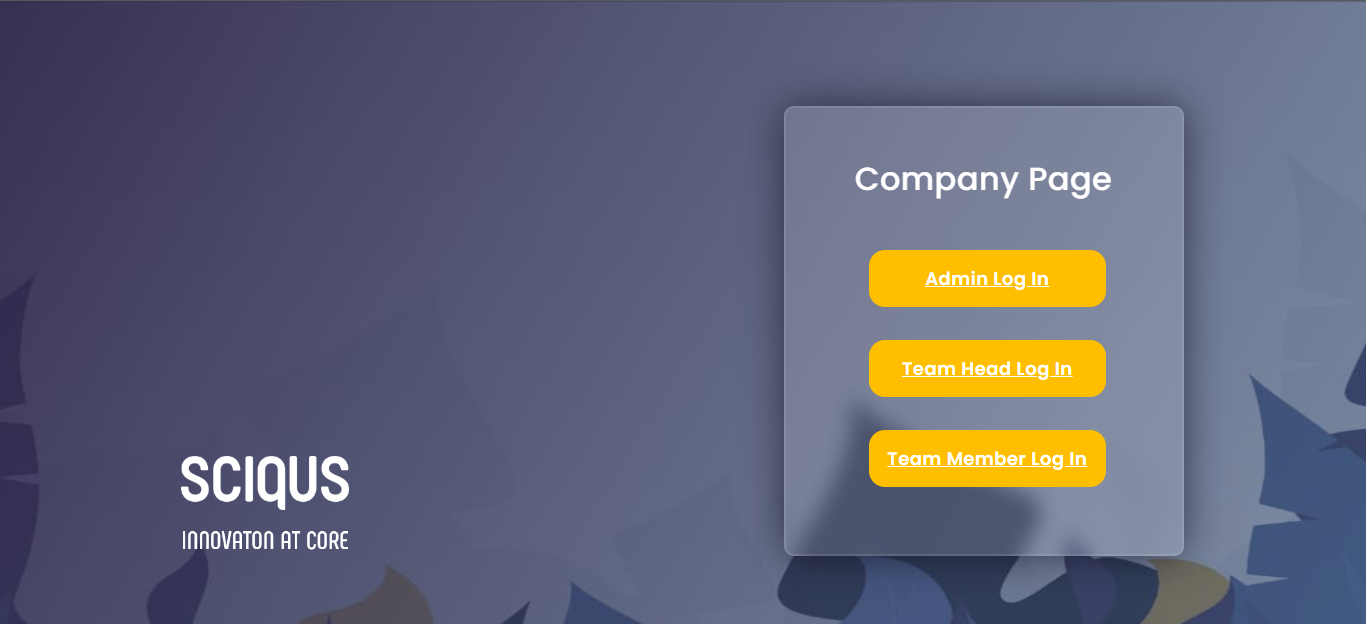 Company Page
Admin Log In
Team Head Log In
Team Member Log In
SCIQUS
INNOVATON AT CORE